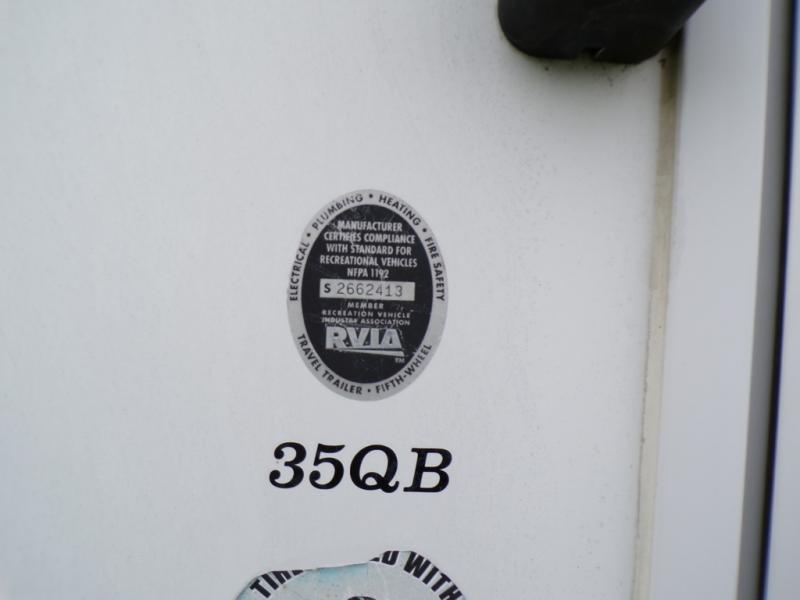 ELECTRICAL • PLUMBING • HEATING • FIRE SAFETY
MANUFACTURER
CERTIFIES COMPLIANCE
WITH STANDARD FOR
RECREATIONAL VEHICLES
NFPA 1192
S 2662413
MEMBER
RECREATION VEHICLE
INDUSTRY ASSOCIATION
RVIA
TM
TRAVEL TRAILER • FIFTH-WHEEL
35QB
WITH